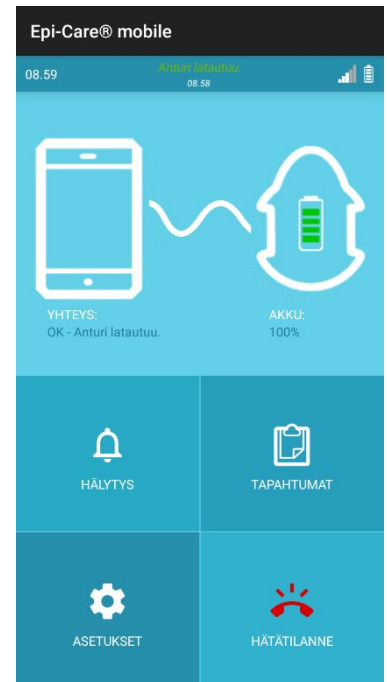 Epi-Care® mobile
08.59
Anturi latautuu.
08.58
YHTEYS:
OK - Anturi latautuu.
AKKU:
100%
HÄLYTYS
TAPAHTUMAT
ASETUKSET
HÄTÄTILANNE